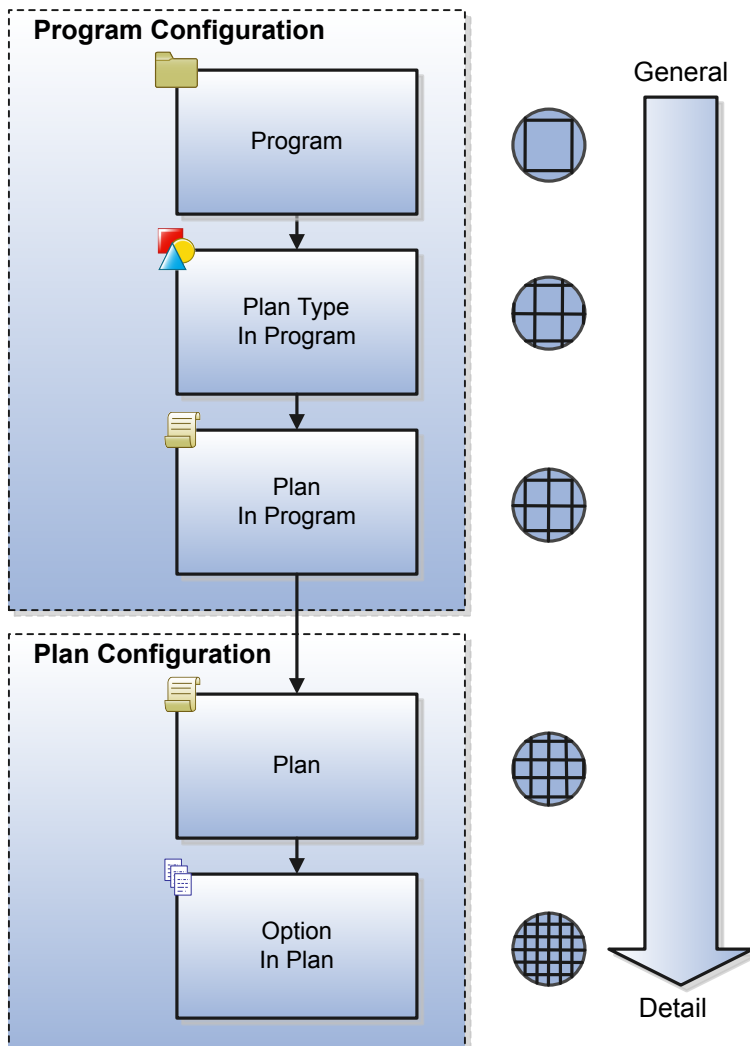 Program Configuration
General
Program
Plan Type
In Program
Plan
In Program
Plan Configuration
Plan
Option
In Plan
Detail